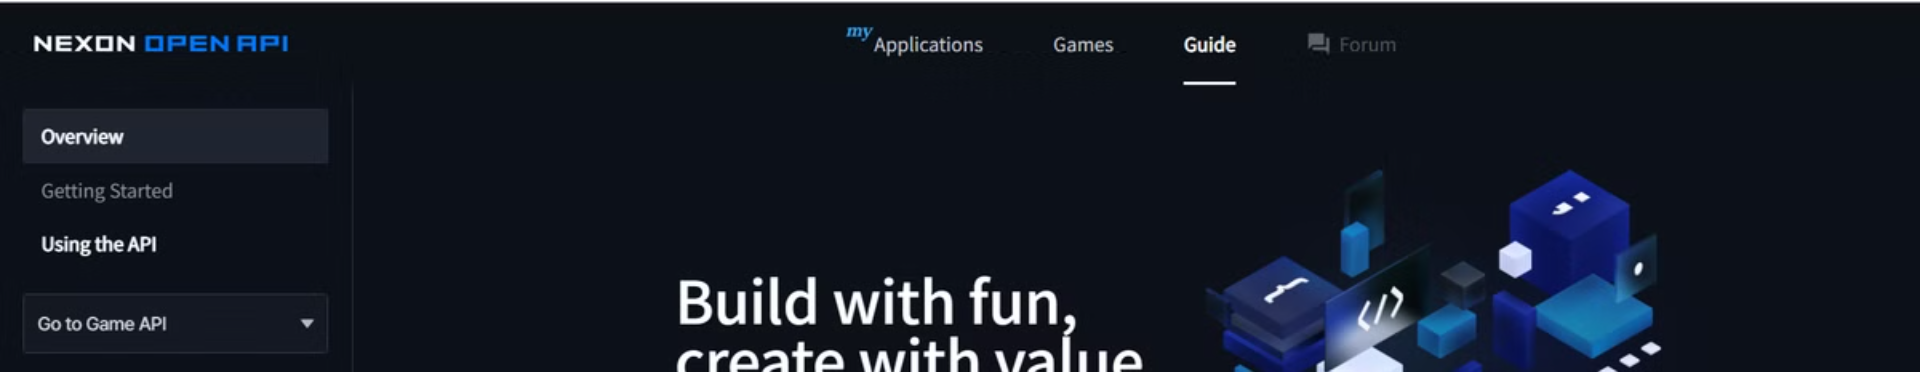 NEXON OPEN API
my Applications
Games
Guide
Forum
Overview
Getting Started
Using the API
Go to Game API
Build with fun,
create with value